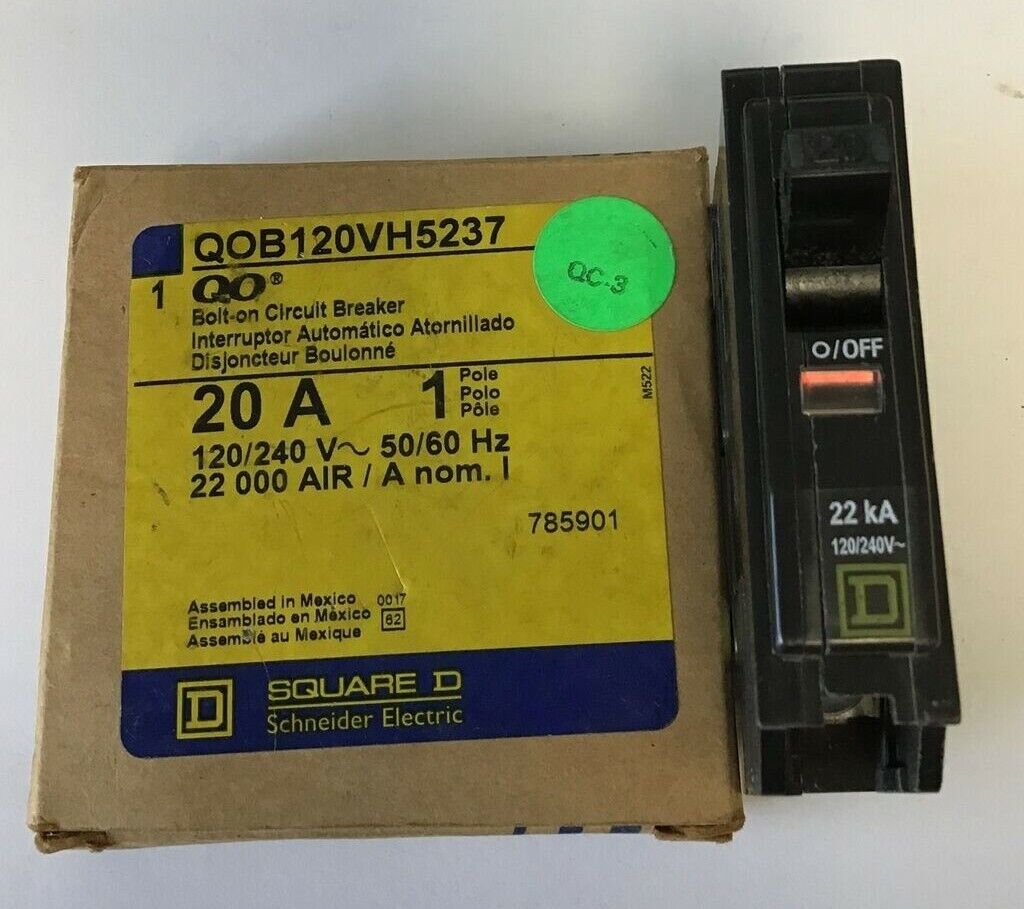 QOB120VH5237
1 QO®
Bolt-on Circuit Breaker
Interruptor Automático Atornillado
Disjoncteur Boulonné
QC-3
20 A 1 Pole
Polo
Pôle
M522
120/240 V~ 50/60 Hz
22 000 AIR / A nom. I
785901
Assembled in Mexico 0017
Ensamblado en México 62
Assemblé au Mexique
D SQUARE D
Schneider Electric
20
O/OFF
22 kA
120/240V~
D